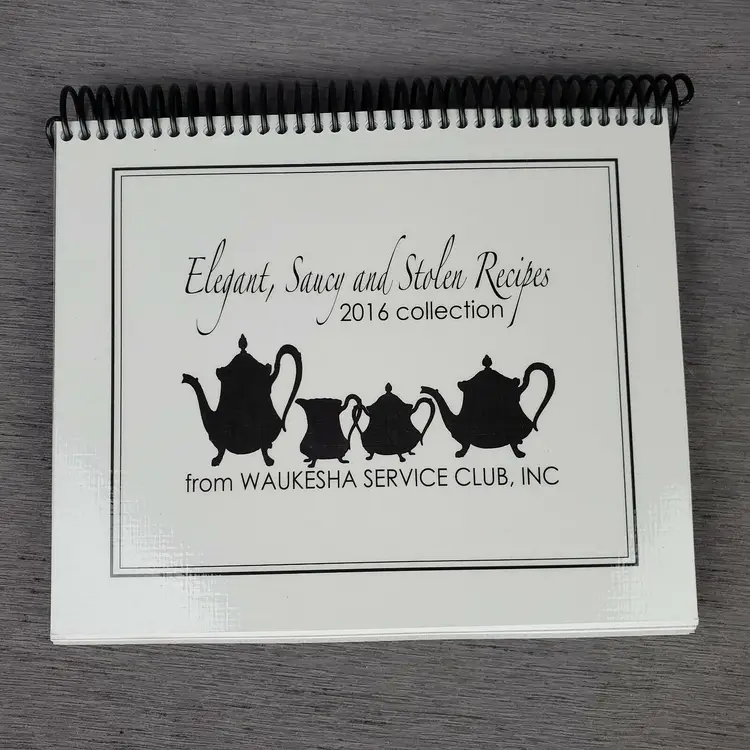 Elegant, Saucy and Stolen Recipes
2016 collection
from WAUKESHA SERVICE CLUB, INC